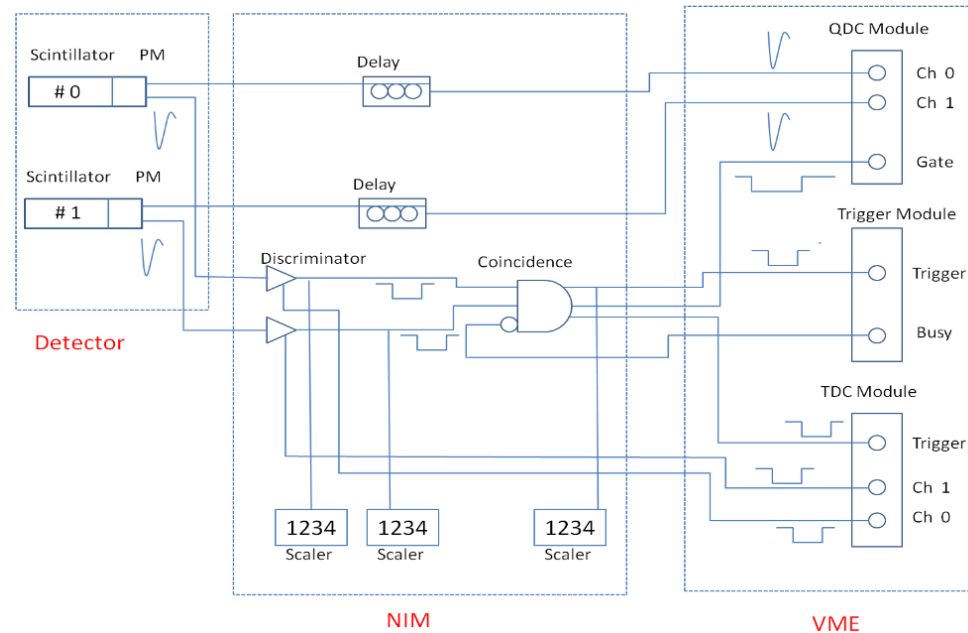 QDC Module
Scintillator PM
Delay
# 0
Ch 0
Ch 1
Scintillator PM
Delay
Gate
# 1
Trigger Module
Discriminator
Coincidence
Trigger
Detector
Busy
TDC Module
Trigger
Ch 1
Ch 0
1234
1234
1234
Scaler
Scaler
Scaler
NIM
VME